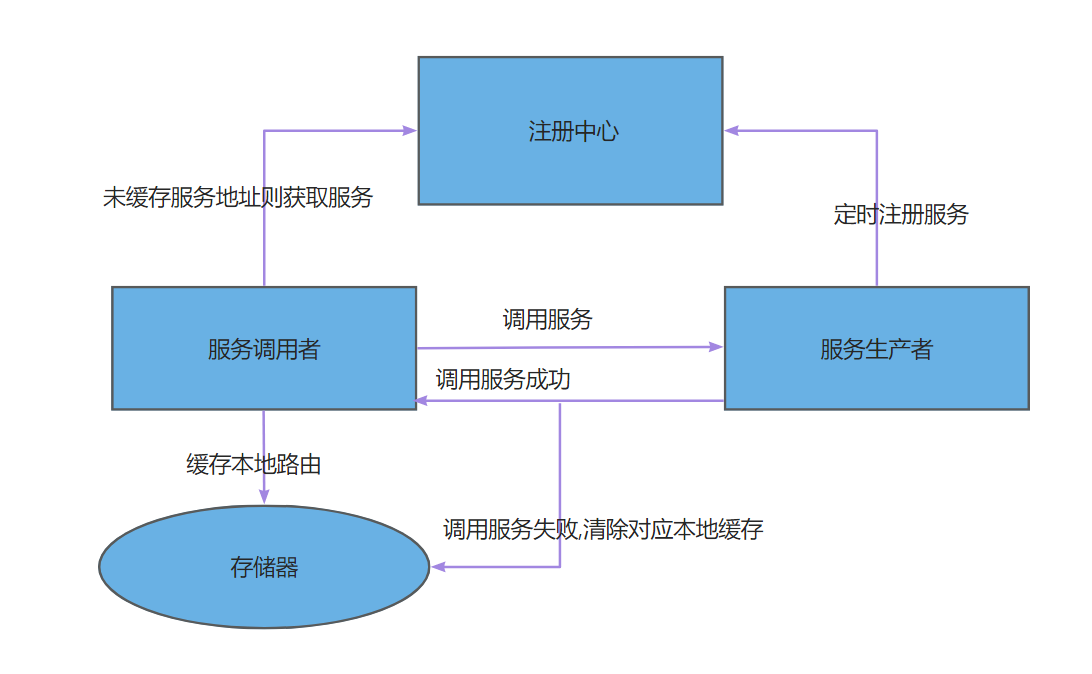 注册中心
未缓存服务地址则获取服务
定时注册服务
调用服务
服务调用者
服务生产者
调用服务成功
缓存本地路由
调用服务失败,清除对应本地缓存
存储器